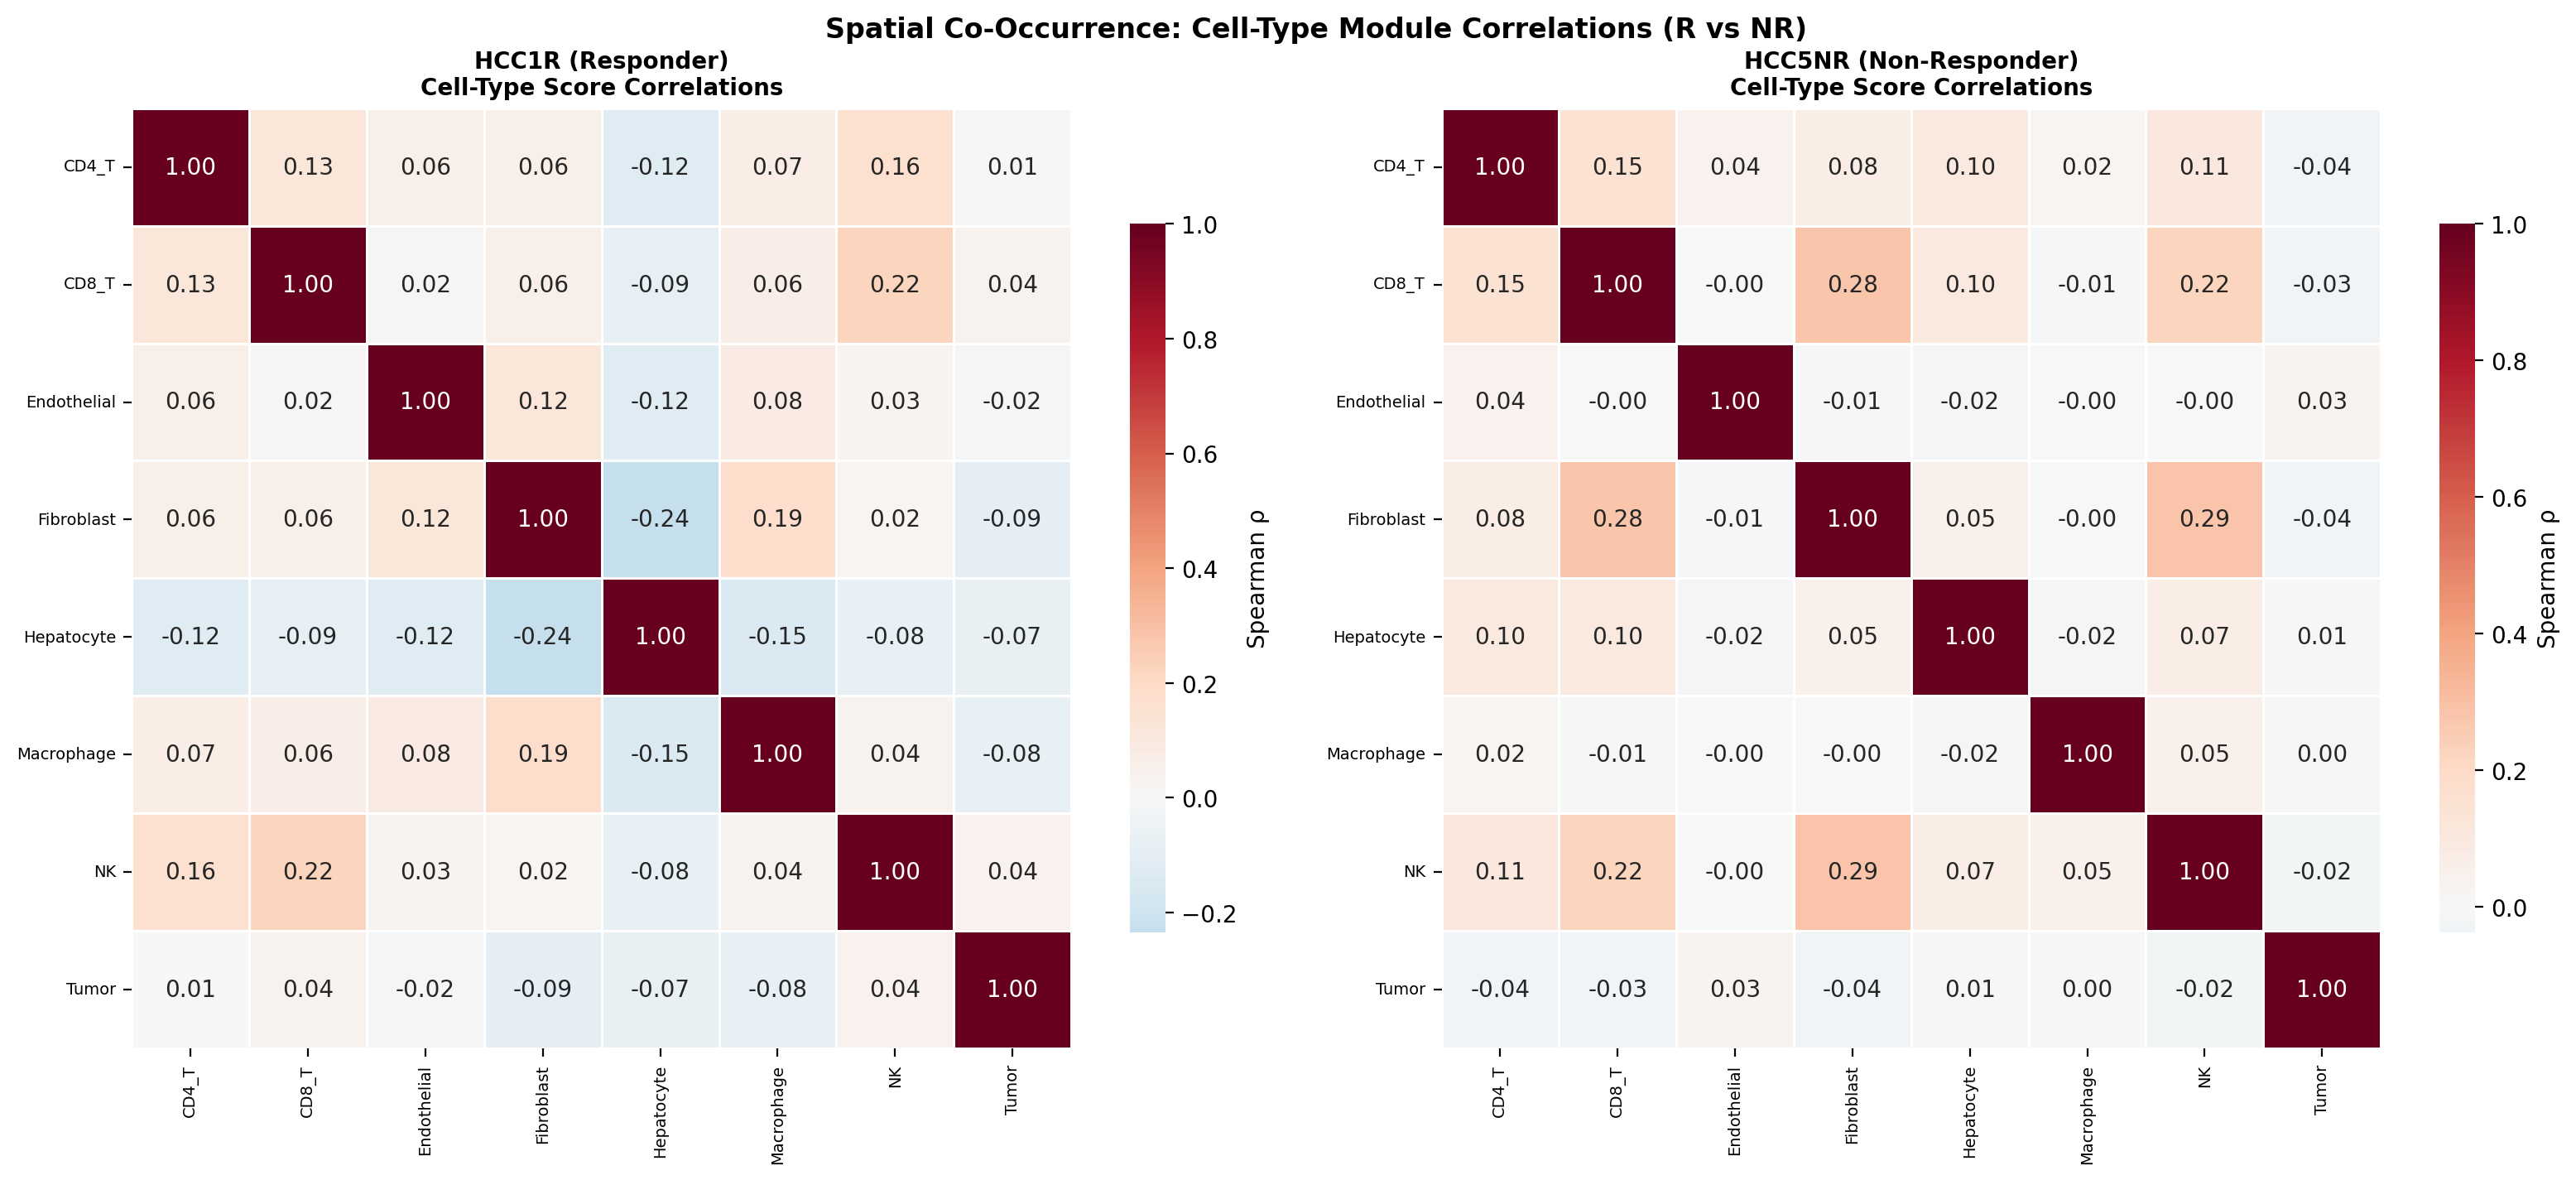 Spatial Co-Occurrence: Cell-Type Module Correlations (R vs NR)
HCC1R (Responder)
Cell-Type Score Correlations
CD4_T 1.00 0.13 0.06 0.06 -0.12 0.07 0.16 0.01
CD8_T 0.13 1.00 0.02 0.06 -0.09 0.06 0.22 0.04
Endothelial 0.06 0.02 1.00 0.12 -0.12 0.08 0.03 -0.02
Fibroblast 0.06 0.06 0.12 1.00 -0.24 0.19 0.02 -0.09
Hepatocyte -0.12 -0.09 -0.12 -0.24 1.00 -0.15 -0.08 -0.07
Macrophage 0.07 0.06 0.08 0.19 -0.15 1.00 0.04 -0.08
NK 0.16 0.22 0.03 0.02 -0.08 0.04 1.00 0.04
Tumor 0.01 0.04 -0.02 -0.09 -0.07 -0.08 0.04 1.00
CD4_T CD8_T Endothelial Fibroblast Hepatocyte Macrophage NK Tumor
1.0
0.8
0.6
0.4
0.2
0.0
−0.2
Spearman ρ
HCC5NR (Non-Responder)
Cell-Type Score Correlations
CD4_T 1.00 0.15 0.04 0.08 0.10 0.02 0.11 -0.04
CD8_T 0.15 1.00 -0.00 0.28 0.10 -0.01 0.22 -0.03
Endothelial 0.04 -0.00 1.00 -0.01 -0.02 -0.00 -0.00 0.03
Fibroblast 0.08 0.28 -0.01 1.00 0.05 -0.00 0.29 -0.04
Hepatocyte 0.10 0.10 -0.02 0.05 1.00 -0.02 0.07 0.01
Macrophage 0.02 -0.01 -0.00 -0.00 -0.02 1.00 0.05 0.00
NK 0.11 0.22 -0.00 0.29 0.07 0.05 1.00 -0.02
Tumor -0.04 -0.03 0.03 -0.04 0.01 0.00 -0.02 1.00
CD4_T CD8_T Endothelial Fibroblast Hepatocyte Macrophage NK Tumor
1.0
0.8
0.6
0.4
0.2
0.0
Spearman ρ